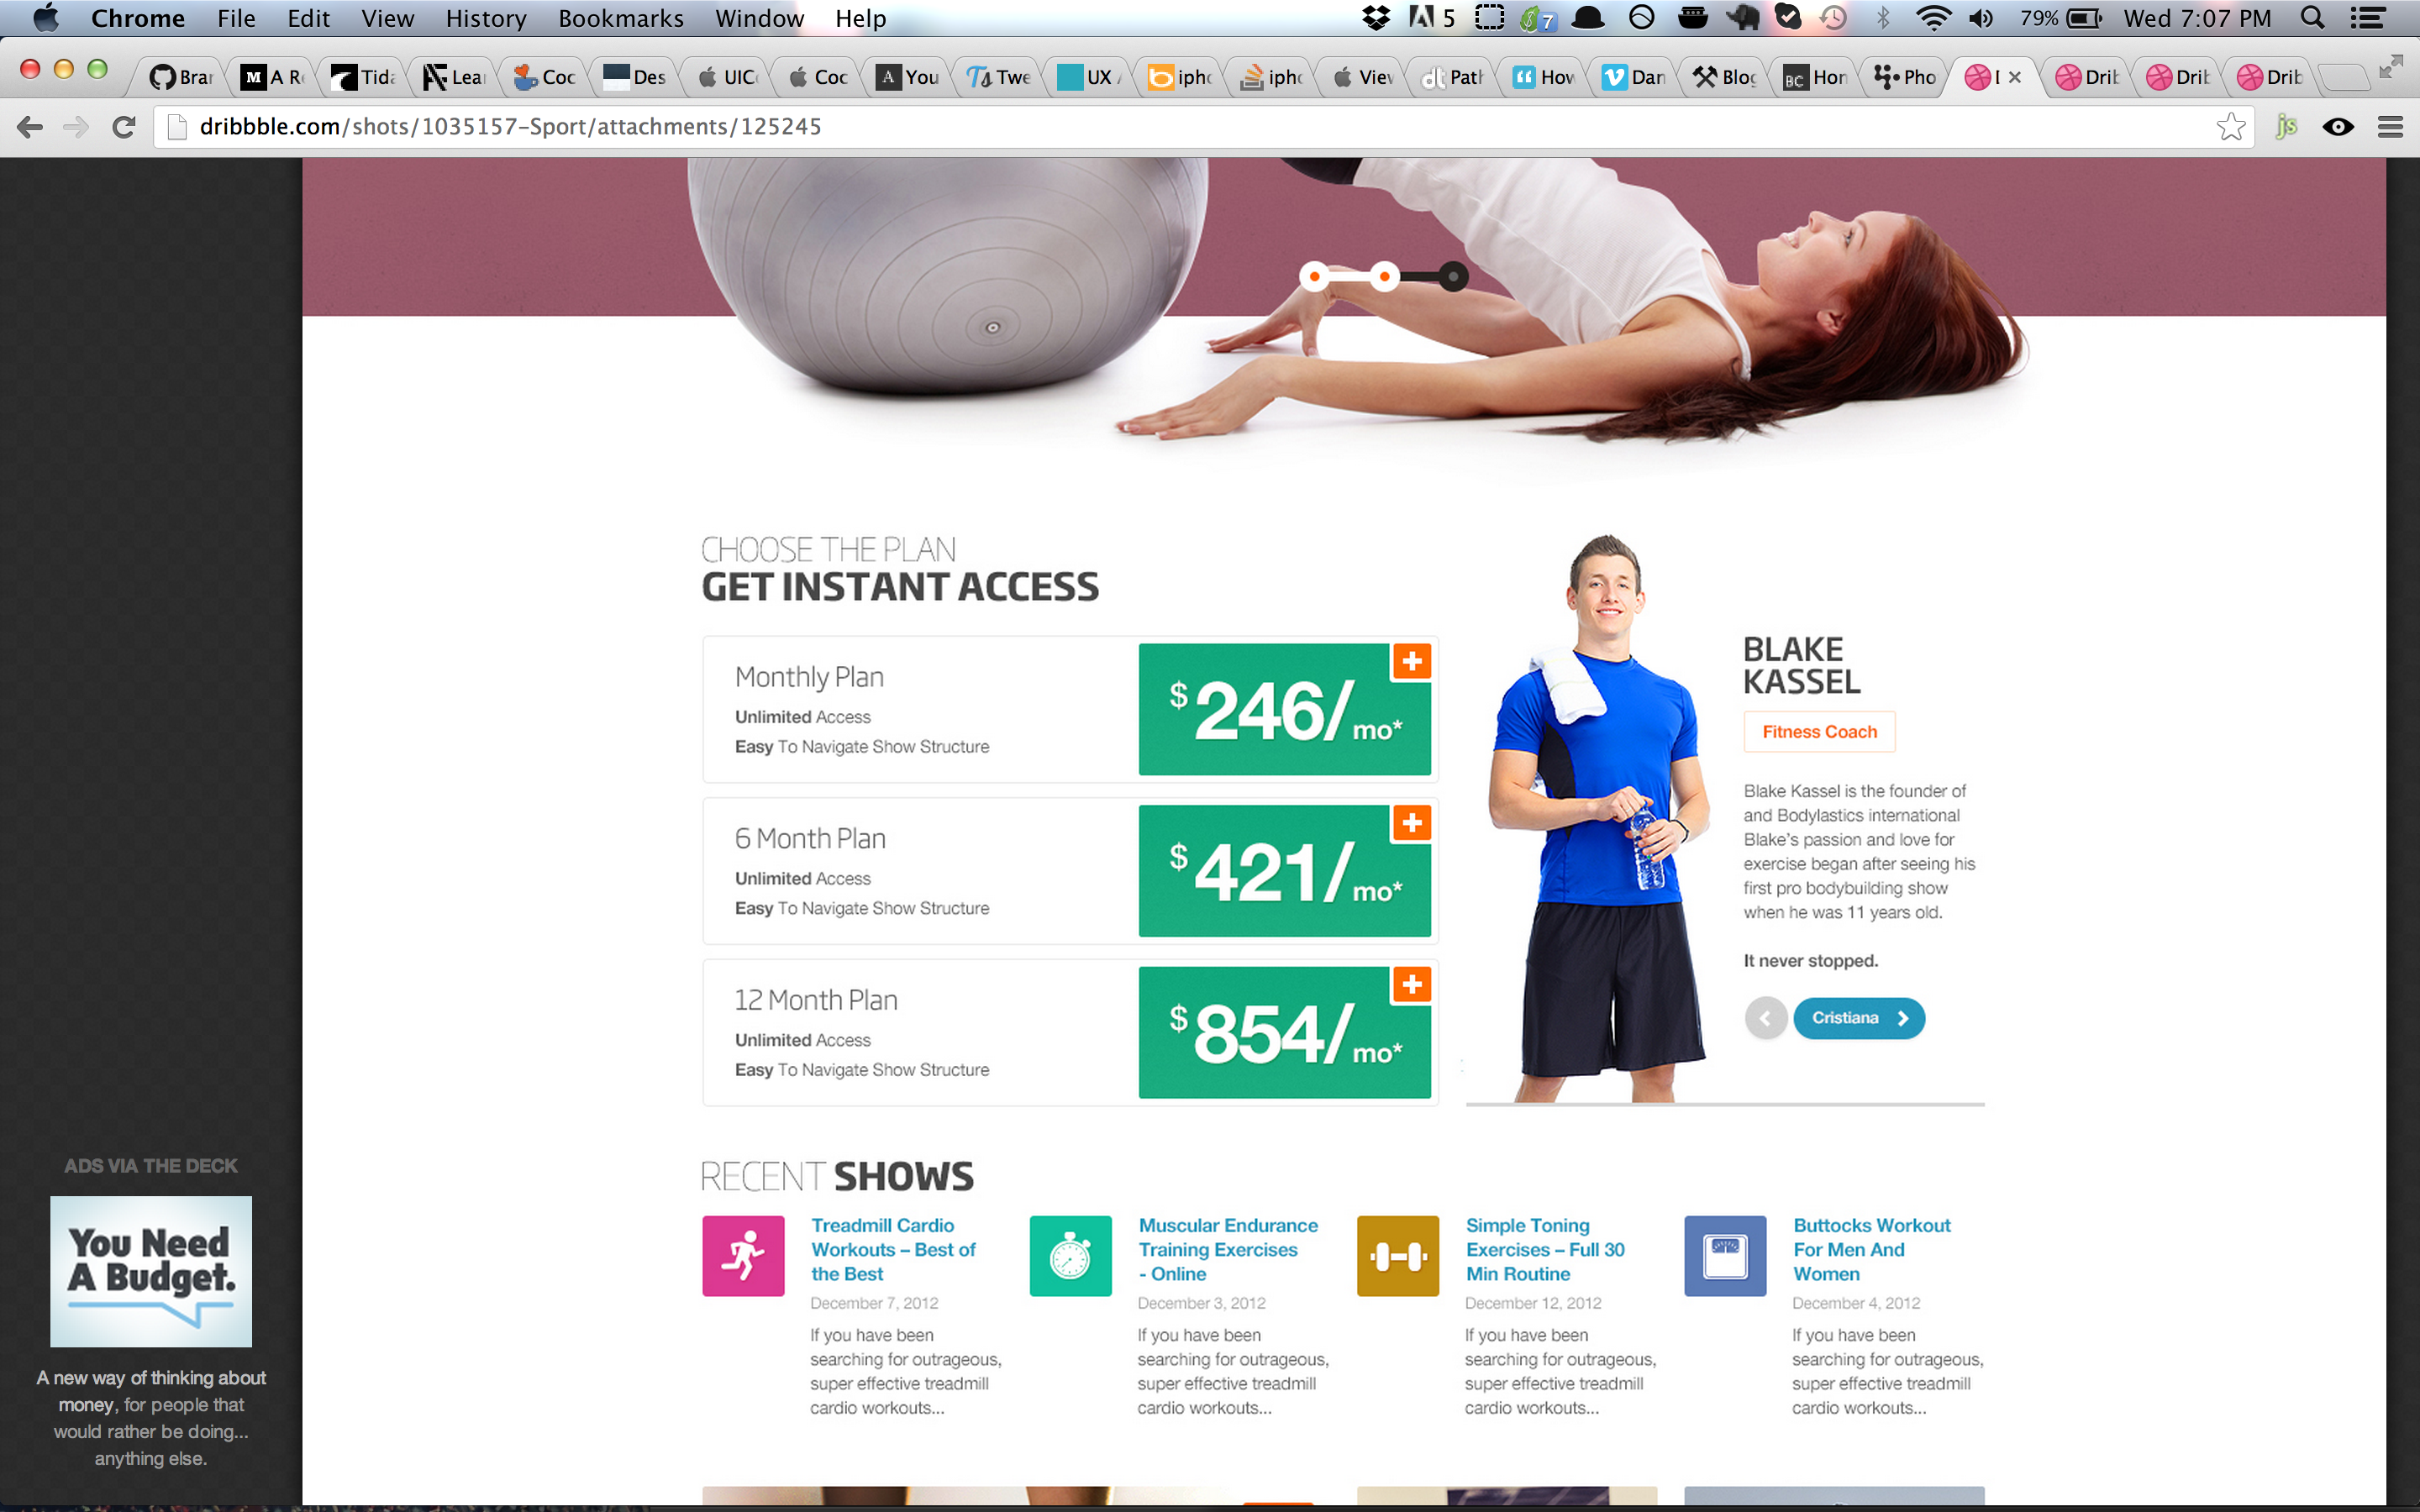 Chrome File Edit View History Bookmarks Window Help 5 7 79% Wed 7:07 PM
Brar M A R Tida Lear Coc Des UIC Coc A You Ts Twe UX iph iph View Path How Dan Blog BC Hon Pho Drib Drib Drib
dribbble.com/shots/1035157-Sport/attachments/125245 js
CHOOSE THE PLAN
GET INSTANT ACCESS
Monthly Plan
Unlimited Access
Easy To Navigate Show Structure
$246/mo*
6 Month Plan
Unlimited Access
Easy To Navigate Show Structure
$421/mo*
12 Month Plan
Unlimited Access
Easy To Navigate Show Structure
$854/mo*
BLAKE
KASSEL
Fitness Coach
Blake Kassel is the founder of
and Bodylastics international
Blake's passion and love for
exercise began after seeing his
first pro bodybuilding show
when he was 11 years old.
It never stopped.
Cristiana
RECENT SHOWS
Treadmill Cardio
Workouts – Best of
the Best
December 7, 2012
If you have been
searching for outrageous,
super effective treadmill
cardio workouts...
Muscular Endurance
Training Exercises
- Online
December 3, 2012
If you have been
searching for outrageous,
super effective treadmill
cardio workouts...
Simple Toning
Exercises – Full 30
Min Routine
December 12, 2012
If you have been
searching for outrageous,
super effective treadmill
cardio workouts...
Buttocks Workout
For Men And
Women
December 4, 2012
If you have been
searching for outrageous,
super effective treadmill
cardio workouts...
ADS VIA THE DECK
You Need
A Budget.
A new way of thinking about
money, for people that
would rather be doing...
anything else.